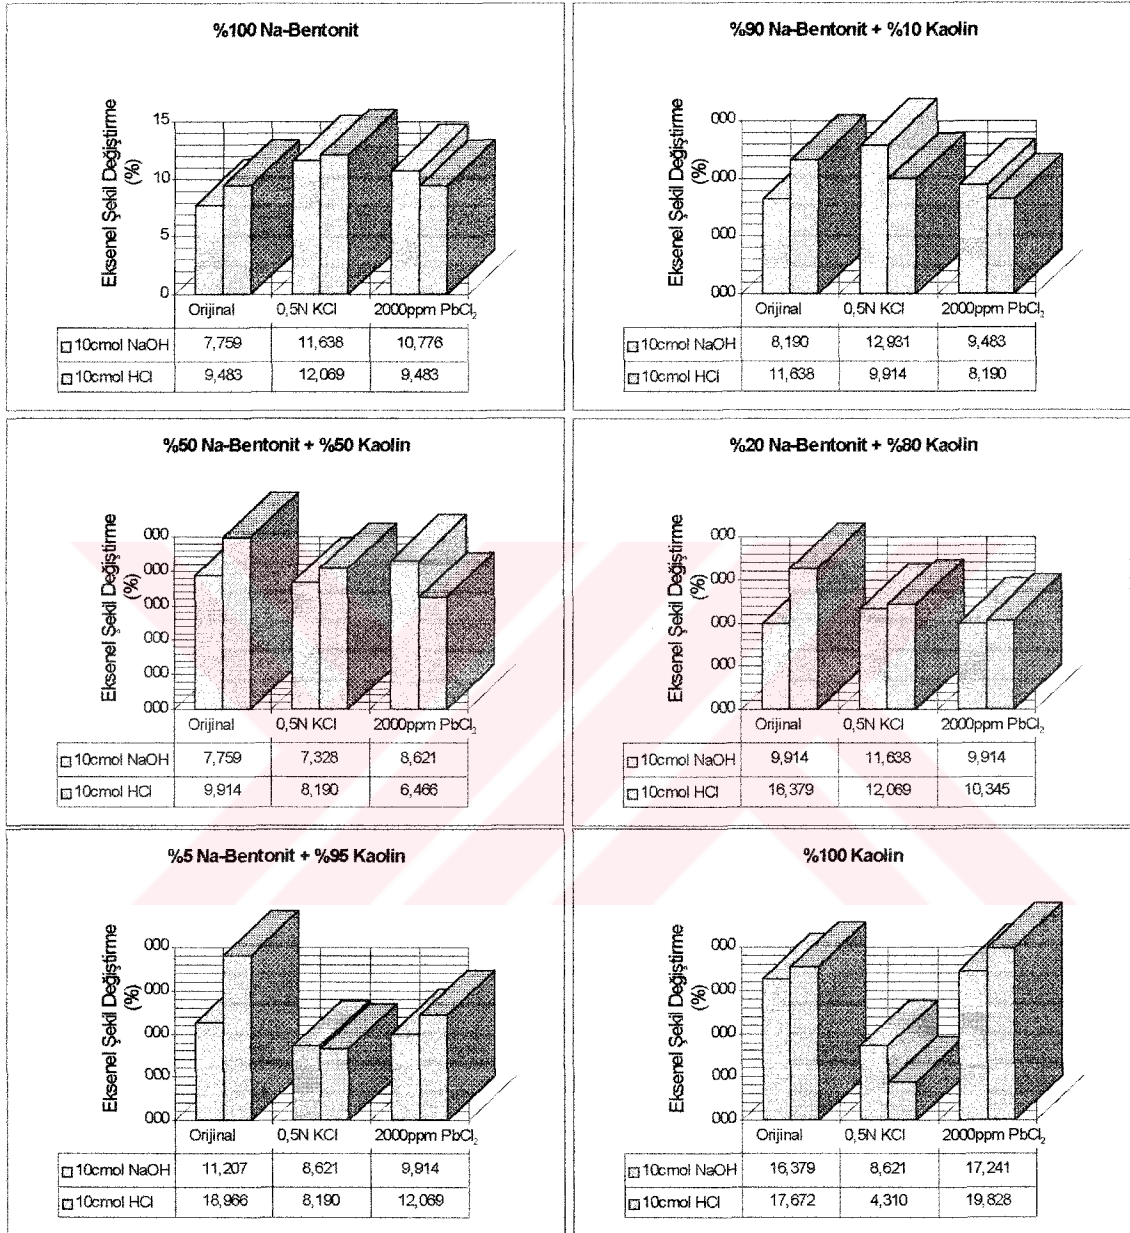 %100 Na-Bentonit
Eksenel Şekil Değiştirme
(%)
15
10
5
0
Orijinal 0,5N KCl 2000ppm PbCl2
10cmol NaOH 7,759 11,638 10,776
10cmol HCl 9,483 12,069 9,483
%90 Na-Bentonit + %10 Kaolin
Eksenel Şekil Değiştirme
(%)
000
000
000
000
Orijinal 0,5N KCl 2000ppm PbCl2
10cmol NaOH 8,190 12,931 9,483
10cmol HCl 11,638 9,914 8,190
%50 Na-Bentonit + %50 Kaolin
Eksenel Şekil Değiştirme
(%)
000
000
000
000
000
000
Orijinal 0,5N KCl 2000ppm PbCl2
10cmol NaOH 7,759 7,328 8,621
10cmol HCl 9,914 8,190 6,466
%20 Na-Bentonit + %80 Kaolin
Eksenel Şekil Değiştirme
(%)
000
000
000
000
000
Orijinal 0,5N KCl 2000ppm PbCl2
10cmol NaOH 9,914 11,638 9,914
10cmol HCl 16,379 12,069 10,345
%5 Na-Bentonit + %95 Kaolin
Eksenel Şekil Değiştirme
(%)
000
000
000
000
000
Orijinal 0,5N KCl 2000ppm PbCl2
10cmol NaOH 11,207 8,621 9,914
10cmol HCl 18,966 8,190 12,069
%100 Kaolin
Eksenel Şekil Değiştirme
(%)
000
000
000
000
000
Orijinal 0,5N KCl 2000ppm PbCl2
10cmol NaOH 16,379 8,621 17,241
10cmol HCl 17,672 4,310 19,828